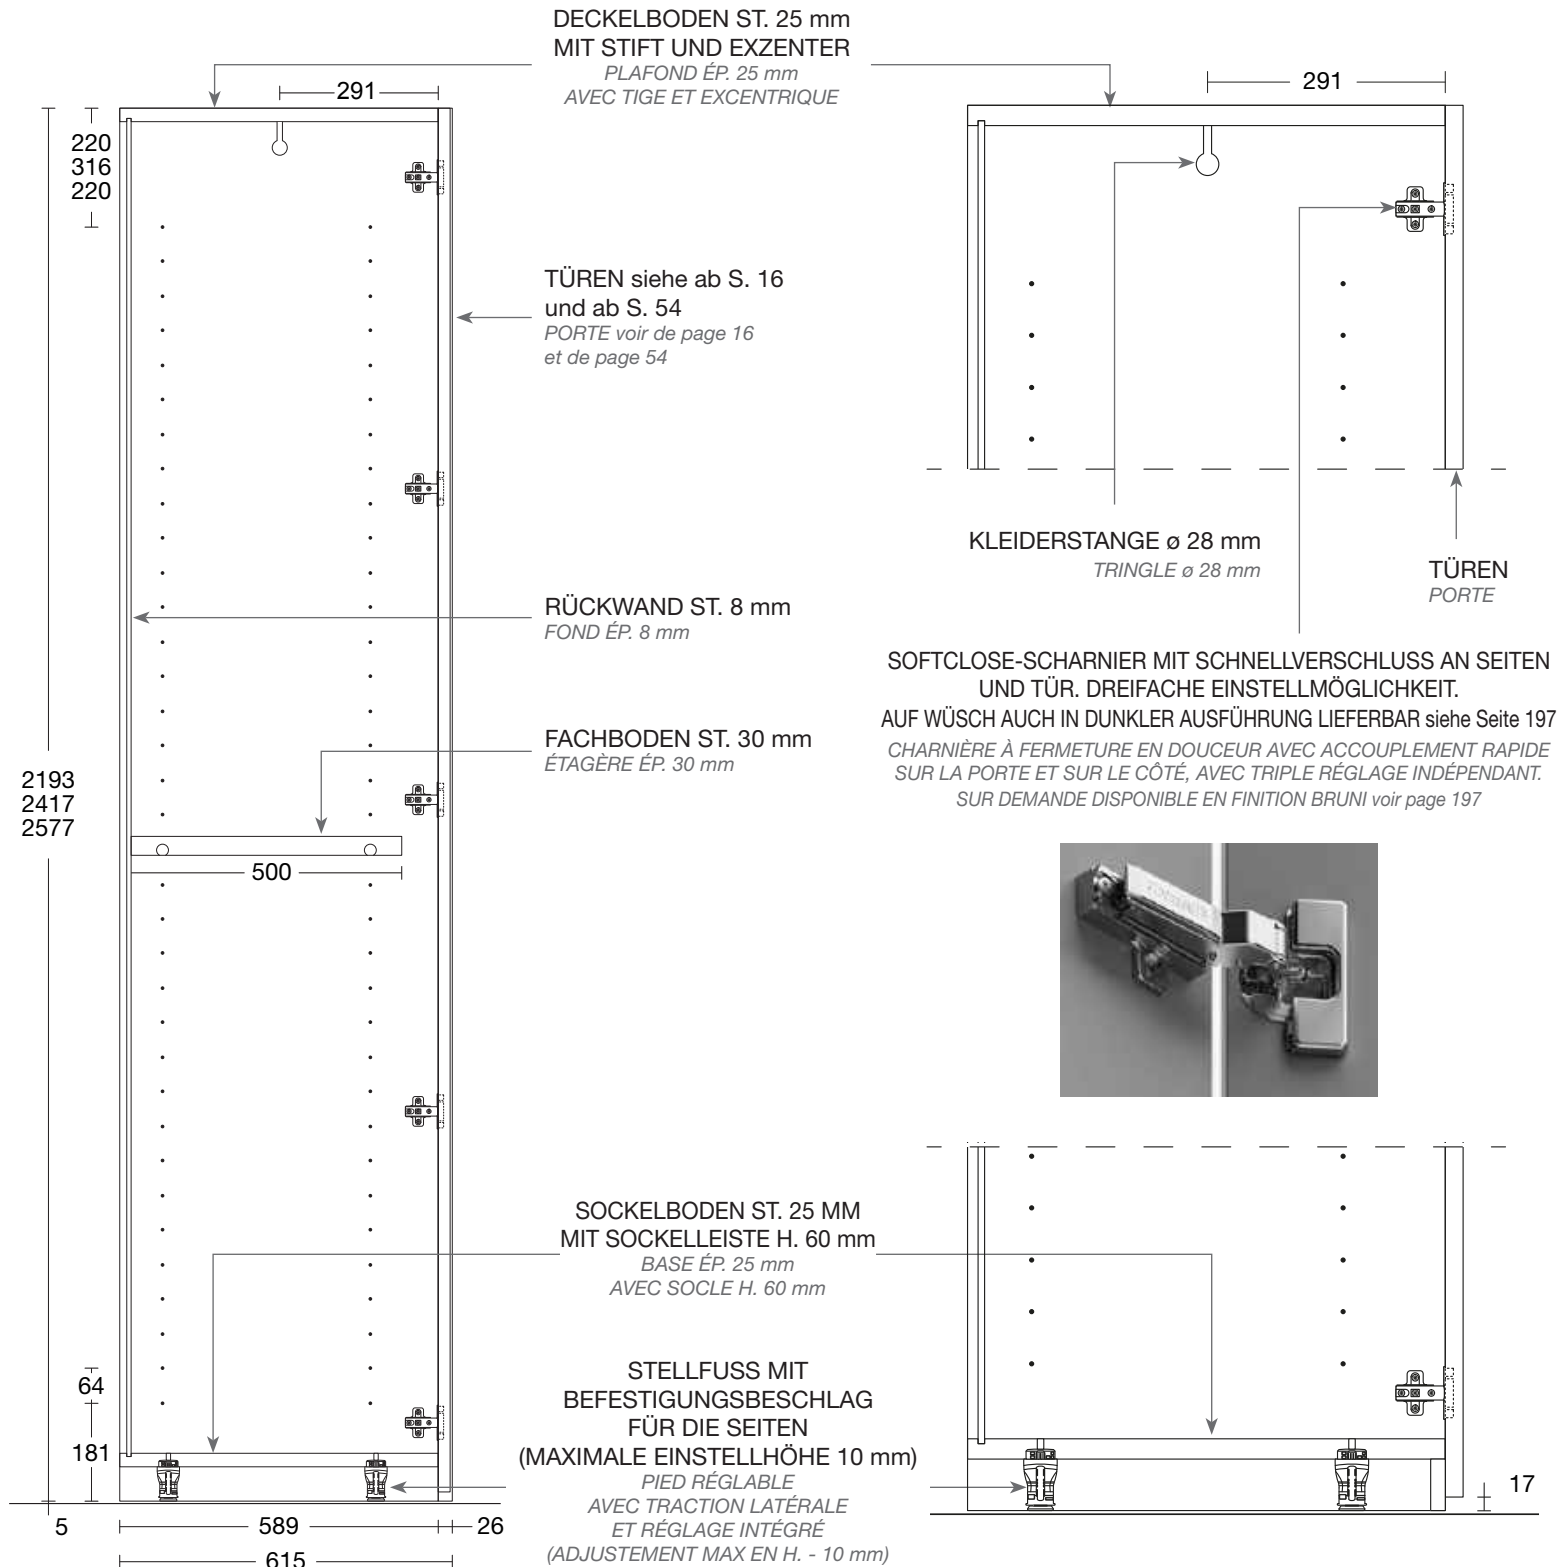 DECKELBODEN ST. 25 mm
MIT STIFT UND EXZENTER
PLAFOND ÉP. 25 mm
AVEC TIGE ET EXCENTRIQUE
291
291
220
316
220
TÜREN siehe ab S. 16
und ab S. 54
PORTE voir de page 16
et de page 54
KLEIDERSTANGE ø 28 mm
TRINGLE ø 28 mm
TÜREN
PORTE
RÜCKWAND ST. 8 mm
FOND ÉP. 8 mm
SOFTCLOSE-SCHARNIER MIT SCHNELLVERSCHLUSS AN SEITEN
UND TÜR. DREIFACHE EINSTELLMÖGLICHKEIT.
AUF WÜSCH AUCH IN DUNKLER AUSFÜHRUNG LIEFERBAR siehe Seite 197
CHARNIÈRE À FERMETURE EN DOUCEUR AVEC ACCOUPLEMENT RAPIDE
SUR LA PORTE ET SUR LE CÔTÉ, AVEC TRIPLE RÉGLAGE INDÉPENDANT.
SUR DEMANDE DISPONIBLE EN FINITION BRUNI voir page 197
FACHBODEN ST. 30 mm
ÉTAGÈRE ÉP. 30 mm
2193
2417
2577
500
SOCKELBODEN ST. 25 MM
MIT SOCKELLEISTE H. 60 mm
BASE ÉP. 25 mm
AVEC SOCLE H. 60 mm
64
181
STELLFUSS MIT
BEFESTIGUNGSBESCHLAG
FÜR DIE SEITEN
(MAXIMALE EINSTELLHÖHE 10 mm)
PIED RÉGLABLE
AVEC TRACTION LATÉRALE
ET RÉGLAGE INTÉGRÉ
(ADJUSTEMENT MAX EN H. - 10 mm)
17
5
589
26
615